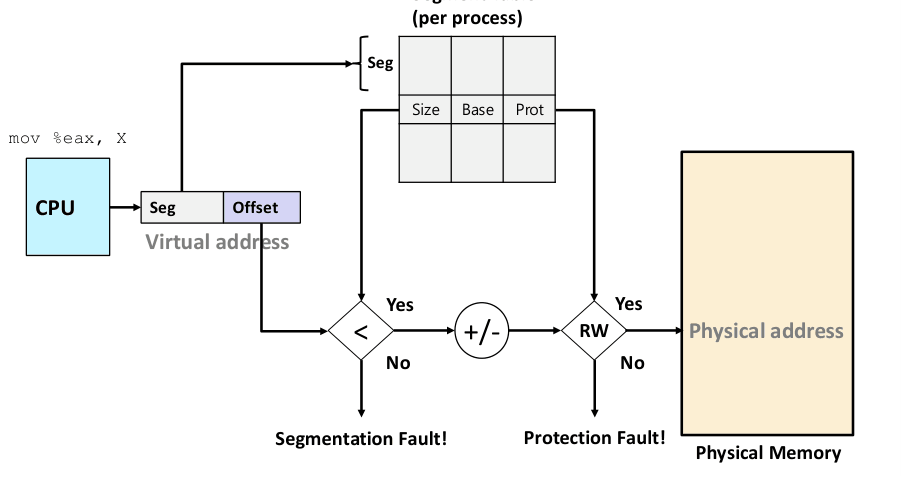 (per process)
Seg
Size Base Prot
mov %eax, X
CPU
Seg Offset
Virtual address
Yes
Yes
<
+/-
RW
Physical address
No
No
Segmentation Fault!
Protection Fault!
Physical Memory